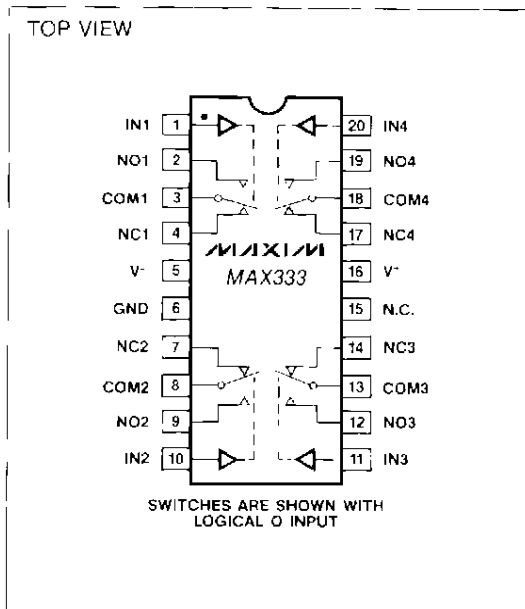 TOP VIEW
IN1 1 20 IN4
NO1 2 19 NO4
COM1 3 18 COM4
NC1 4 17 NC4
MAXIM
V- 5 16 V+
MAX333
GND 6 15 N.C.
NC2 7 14 NC3
COM2 8 13 COM3
NO2 9 12 NO3
IN2 10 11 IN3
SWITCHES ARE SHOWN WITH
LOGICAL 0 INPUT